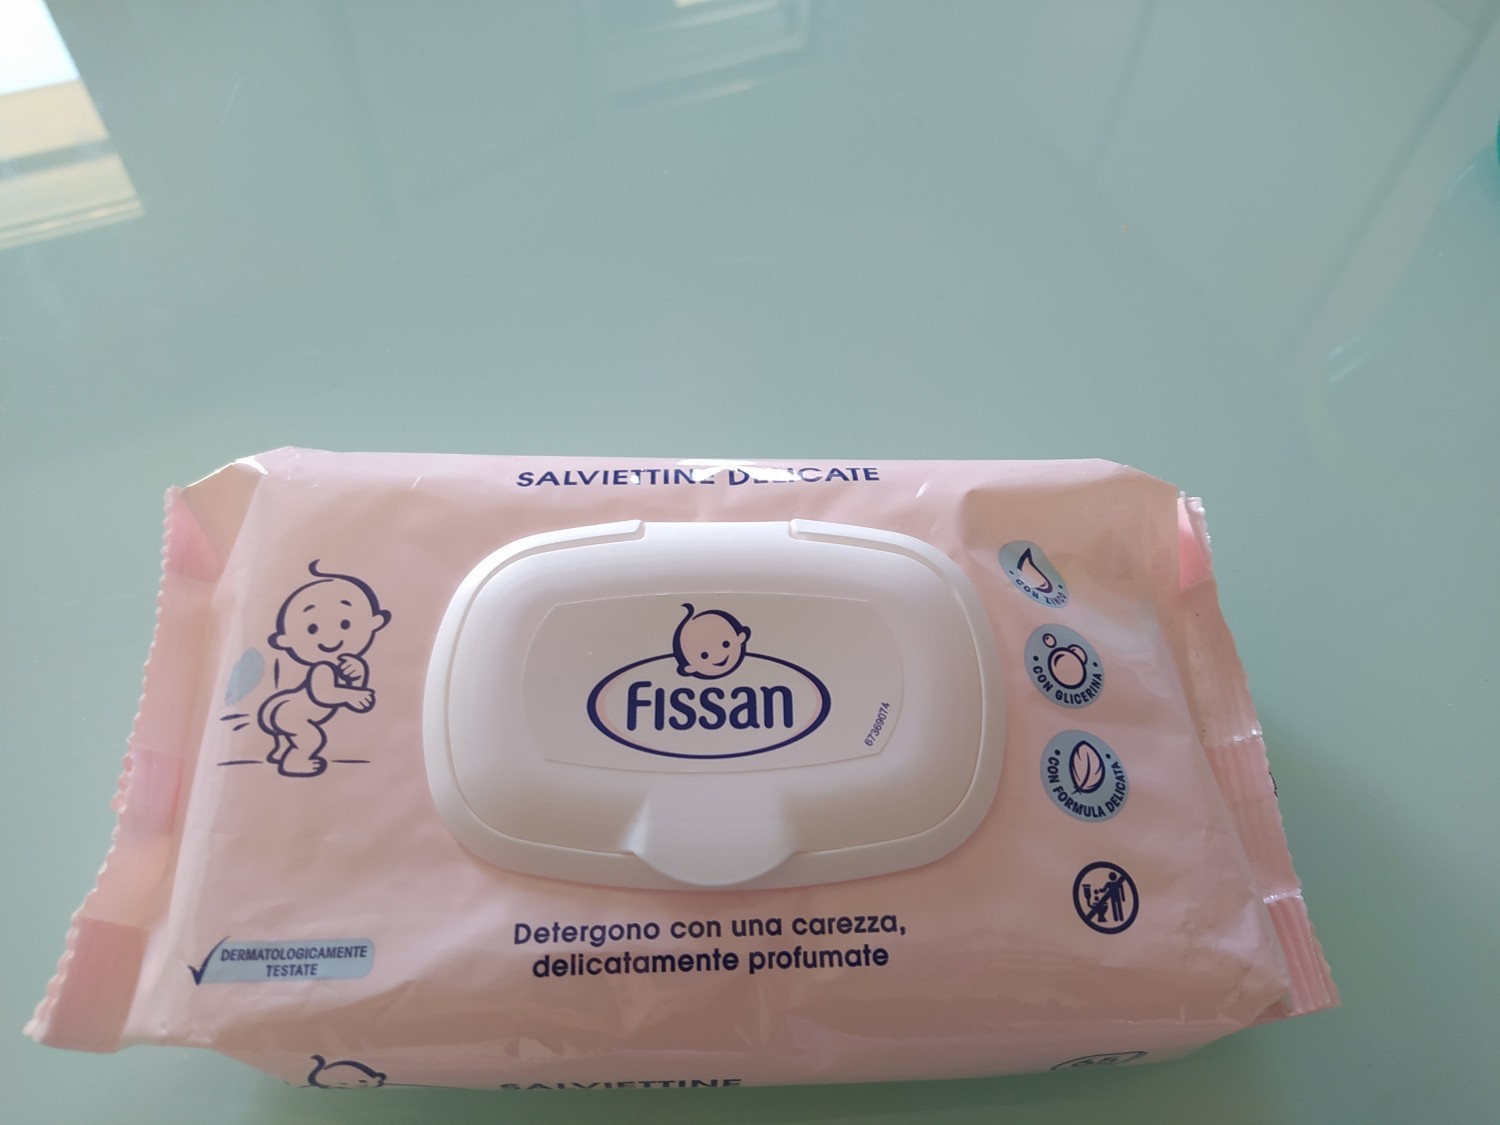 SALVIETTINE DELICATE
CON ZINCO
Fissan
67369074
CON GLICERINA
CON FORMULA DELICATA
Detergono con una carezza,
delicatamente profumate
DERMATOLOGICAMENTE
TESTATE
SALVIETTINE
65